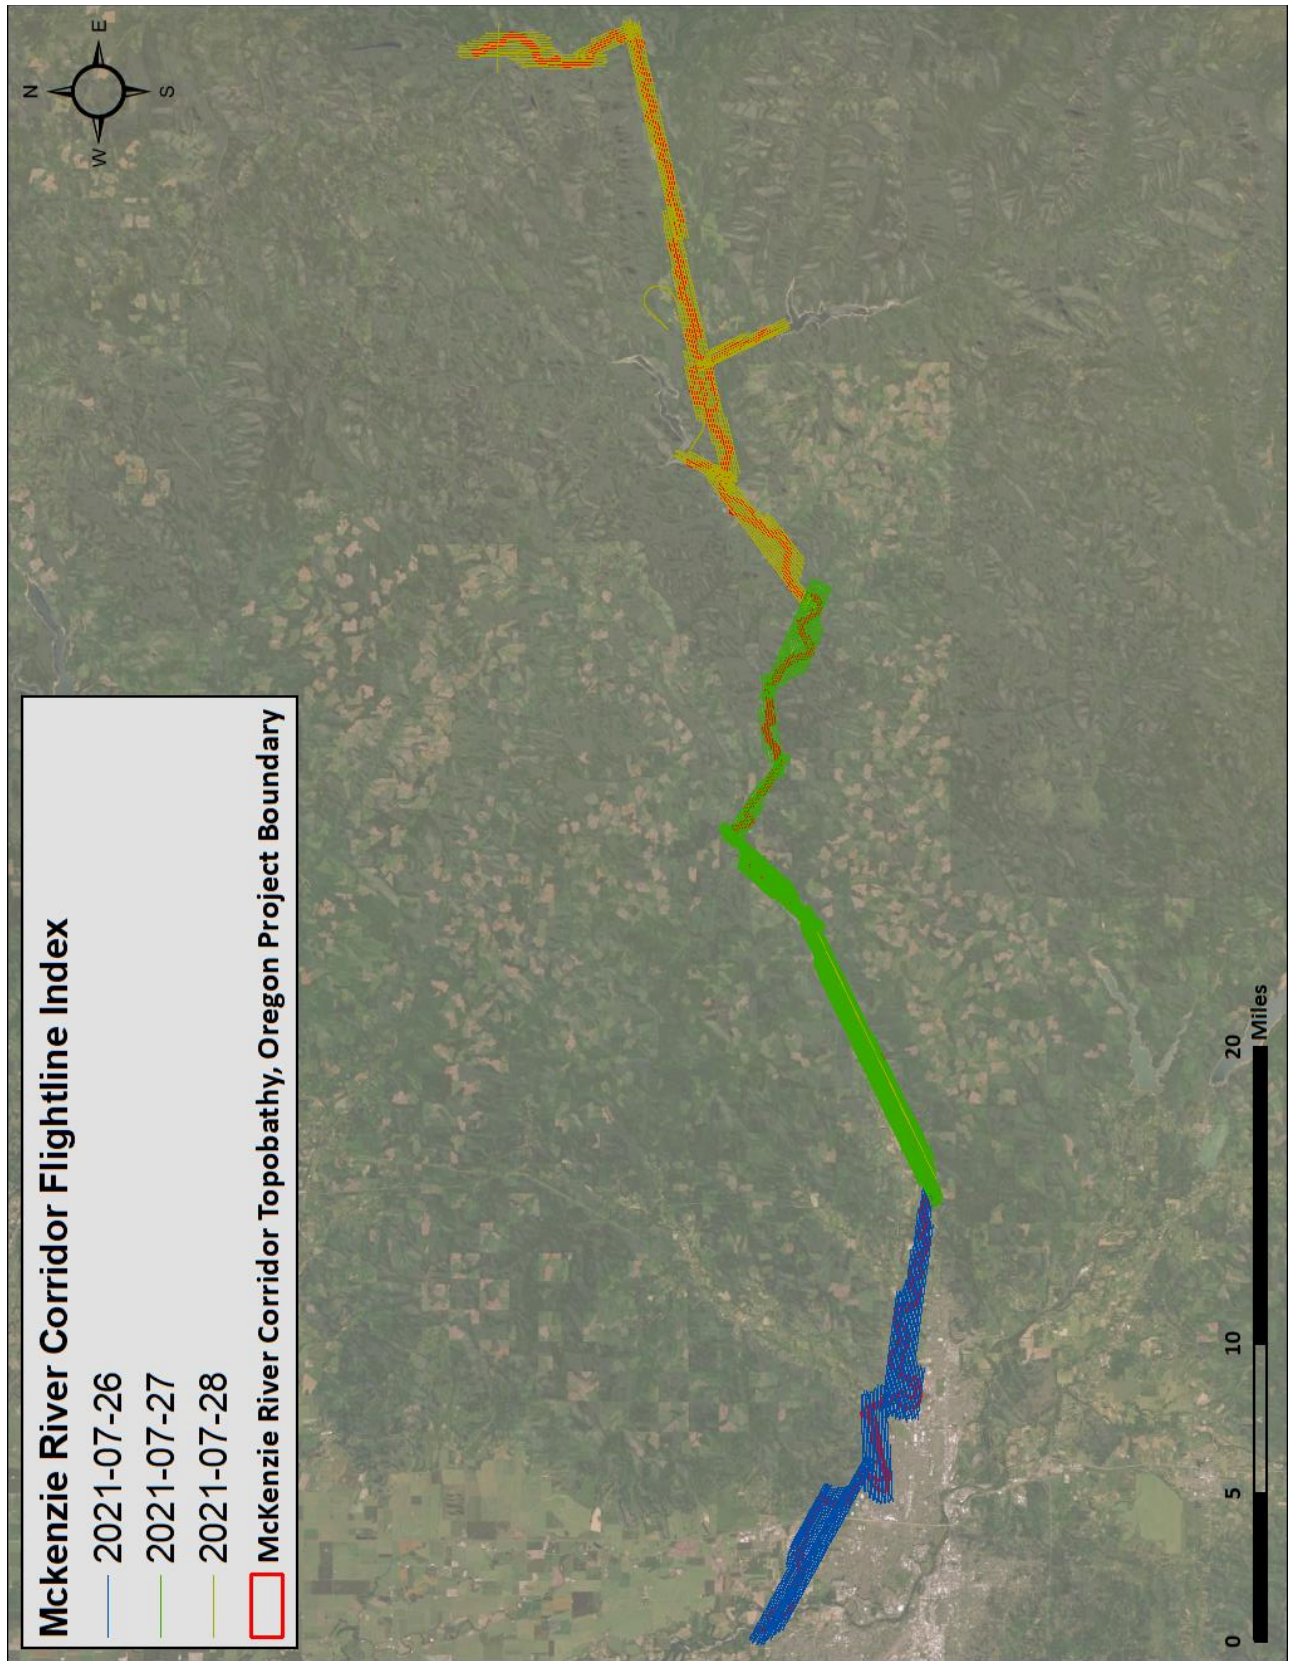 Mckenzie River Corridor Flightline Index
2021-07-26
2021-07-27
2021-07-28
McKenzie River Corridor Topobathy, Oregon Project Boundary
N
W
E
S
0
5
10
20
Miles